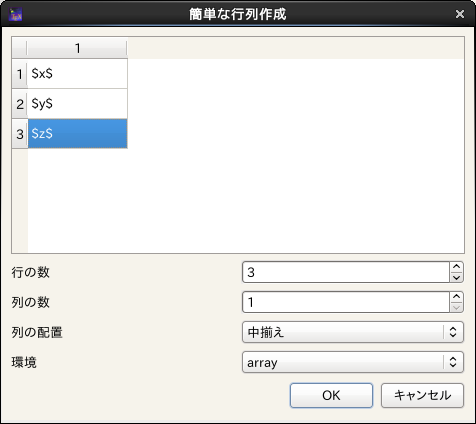 簡単な行列作成
1
1 $x$
2 $y$
3 $z$
行の数 3
列の数 1
列の配置 中揃え
環境 array
OK キャンセル